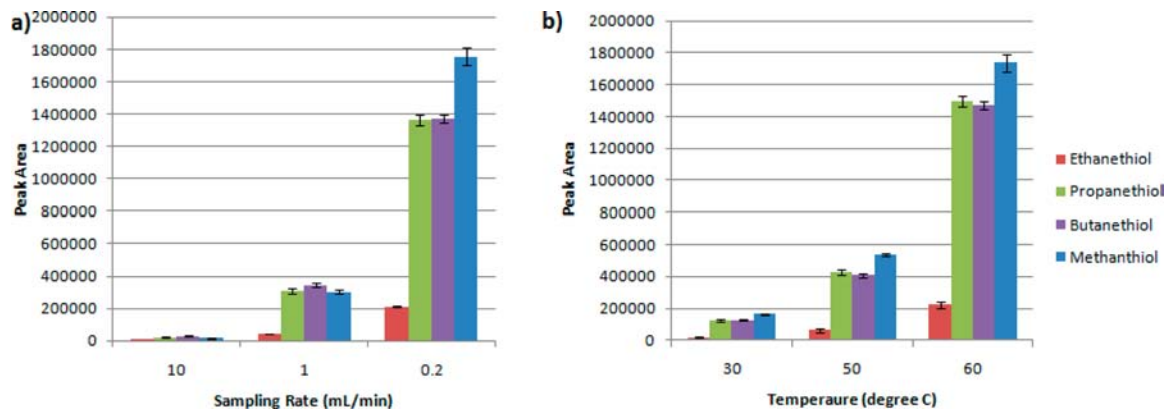 a)
2000000
1800000
1600000
1400000
1200000
1000000
800000
600000
400000
200000
0
Peak Area
10 1 0.2
Sampling Rate (mL/min)
b)
2000000
1800000
1600000
1400000
1200000
1000000
800000
600000
400000
200000
0
Peak Area
30 50 60
Temperaure (degree C)
Ethanethiol
Propanethiol
Butanethiol
Methanthiol